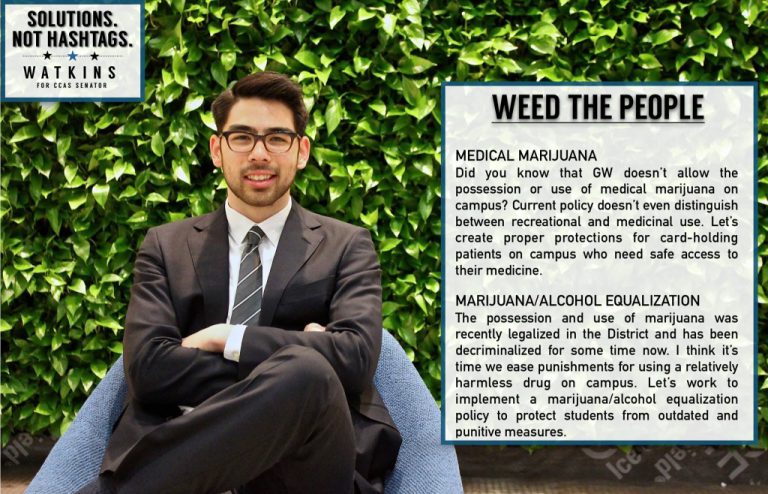 SOLUTIONS.
NOT HASHTAGS.
WATKINS
FOR CCAS SENATOR
WEED THE PEOPLE
MEDICAL MARIJUANA
Did you know that GW doesn't allow the
possession or use of medical marijuana on
campus? Current policy doesn't even distinguish
between recreational and medicinal use. Let's
create proper protections for card-holding
patients on campus who need safe access to
their medicine.
MARIJUANA/ALCOHOL EQUALIZATION
The possession and use of marijuana was
recently legalized in the District and has been
decriminalized for some time now. I think it's
time we ease punishments for using a relatively
harmless drug on campus. Let's work to
implement a marijuana/alcohol equalization
policy to protect students from outdated and
punitive measures.